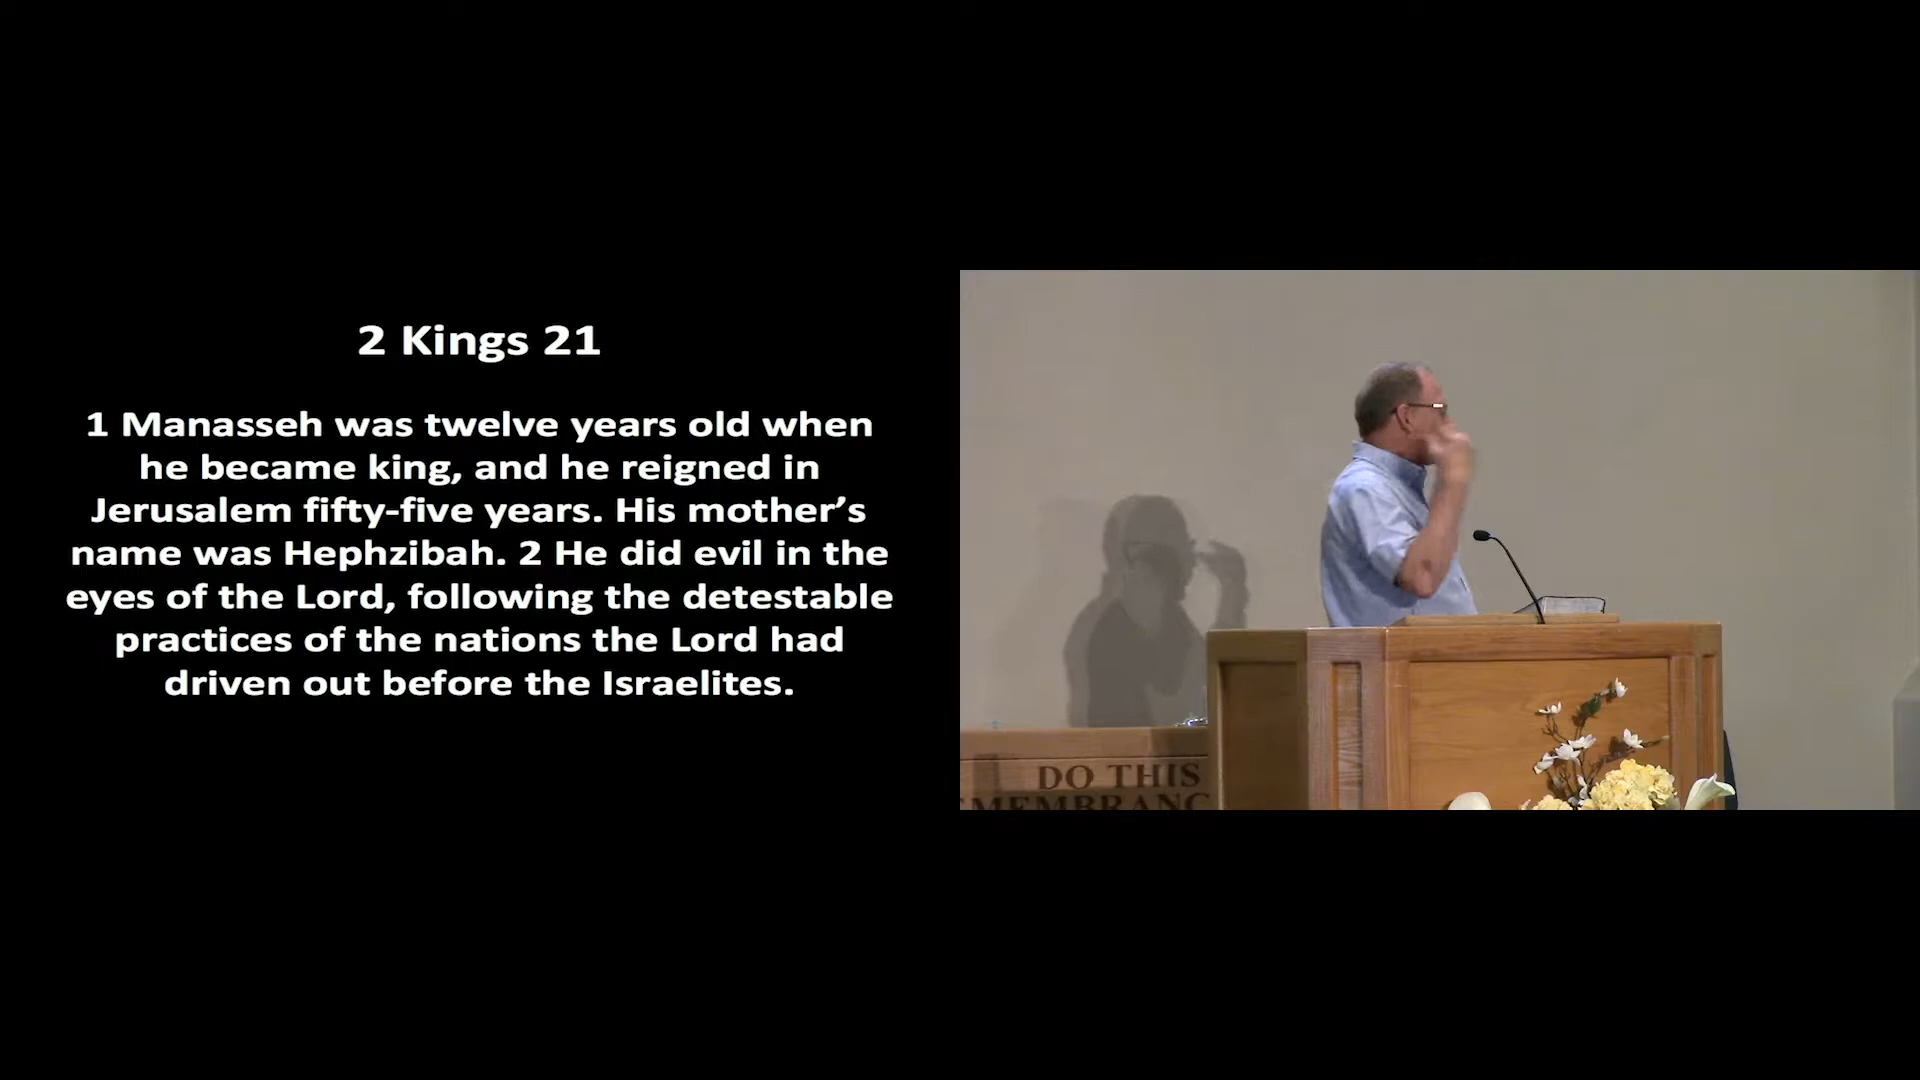 2 Kings 21
1 Manasseh was twelve years old when
he became king, and he reigned in
Jerusalem fifty-five years. His mother’s
name was Hephzibah. 2 He did evil in the
eyes of the Lord, following the detestable
practices of the nations the Lord had
driven out before the Israelites.
DO THIS
MEMBRANC